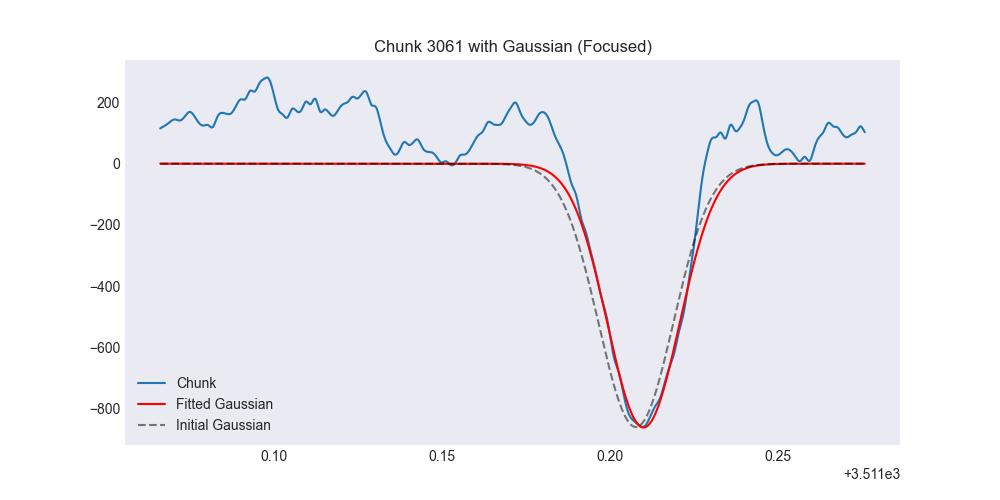 Chunk 3061 with Gaussian (Focused)
200
0
−200
−400
−600
−800
Chunk
Fitted Gaussian
Initial Gaussian
0.10 0.15 0.20 0.25
+3.511e3